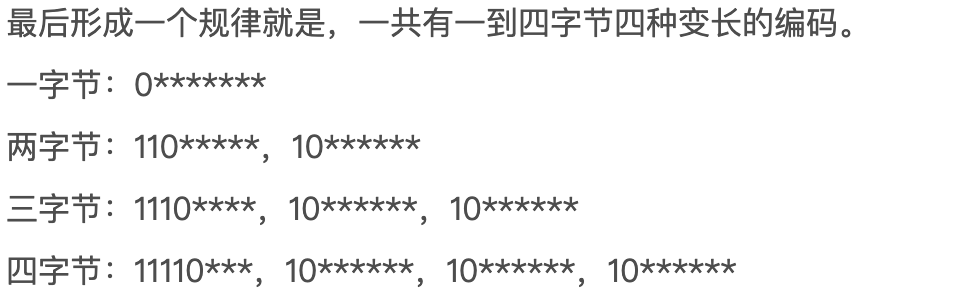 最后形成一个规律就是，一共有一到四字节四种变长的编码。
一字节：0*******
两字节：110*****，10******
三字节：1110****，10******，10******
四字节：11110***，10******，10******，10******